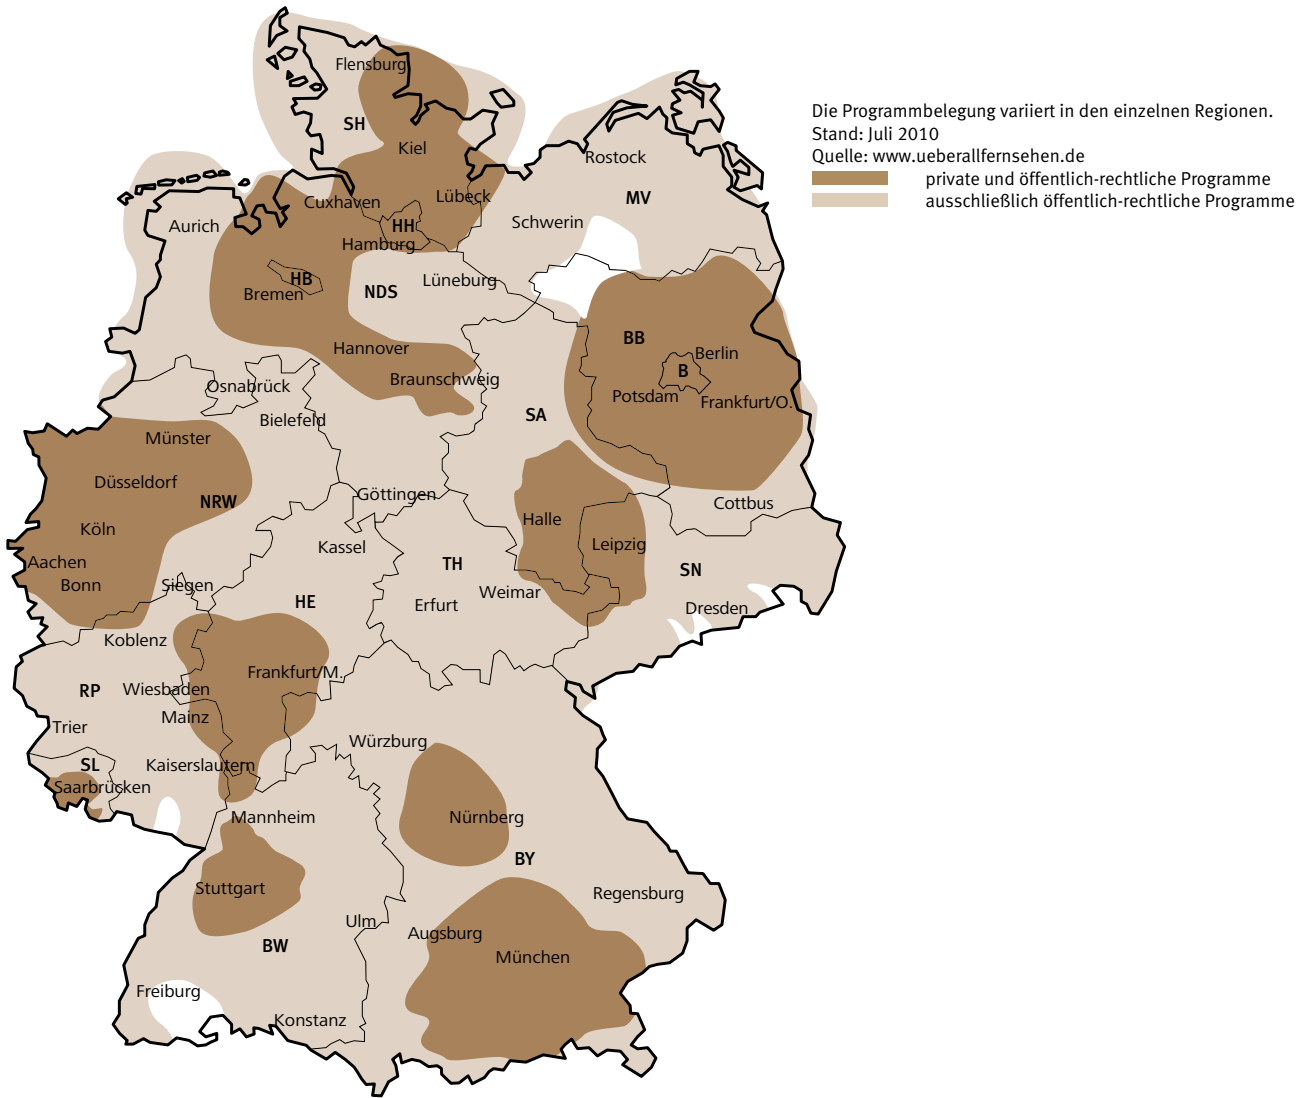 Die Programmbelegung variiert in den einzelnen Regionen.
Stand: Juli 2010
Quelle: www.ueberallfernsehen.de
private und öffentlich-rechtliche Programme
ausschließlich öffentlich-rechtliche Programme
Flensburg
SH
Kiel
Rostock
Lübeck
MV
Cuxhaven
Aurich
HH
Schwerin
Hamburg
HB
Lüneburg
NDS
Bremen
BB
Hannover
Berlin
B
Braunschweig
Osnabrück
Potsdam
Frankfurt/O.
SA
Bielefeld
Münster
Düsseldorf
NRW
Göttingen
Cottbus
Halle
Köln
Kassel
Leipzig
Aachen
TH
SN
Bonn
Siegen
Weimar
HE
Erfurt
Dresden
Koblenz
Frankfurt/M.
RP
Wiesbaden
Mainz
Trier
Würzburg
SL
Kaiserslautern
Saarbrücken
Mannheim
Nürnberg
BY
Stuttgart
Regensburg
Ulm
Augsburg
BW
München
Freiburg
Konstanz